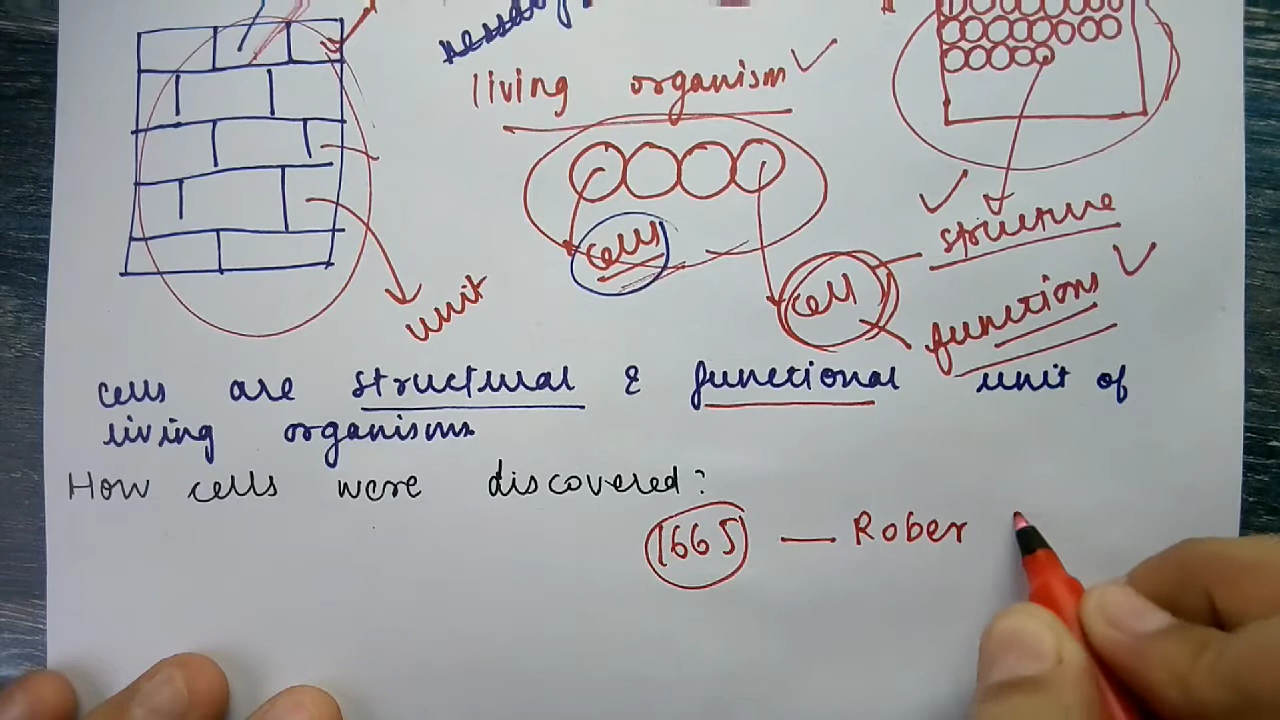 living organism
cells
structure
cell
functions
unit
cells are structural & functional unit of
living organisms
How cells were discovered?
1665 — Rober